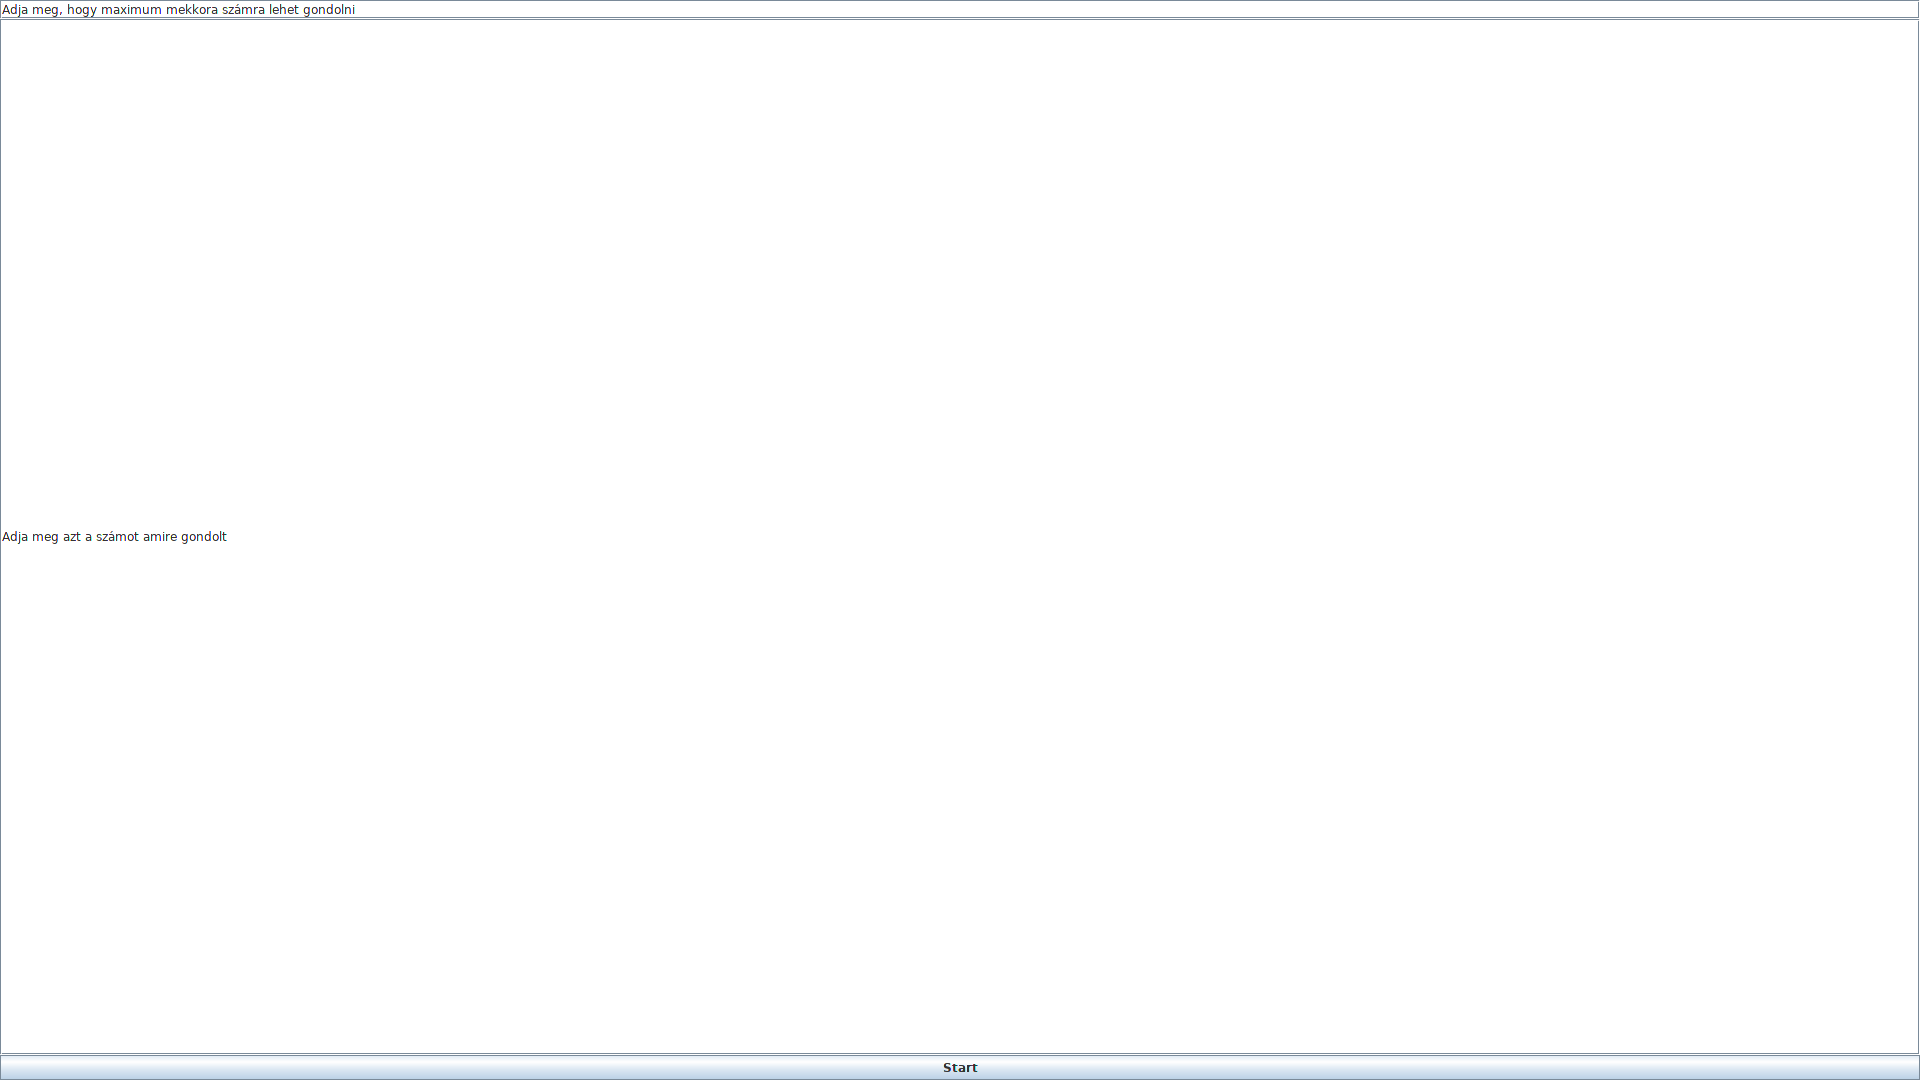 Adja meg, hogy maximum mekkora számra lehet gondolni
Adja meg azt a számot amire gondolt
Start